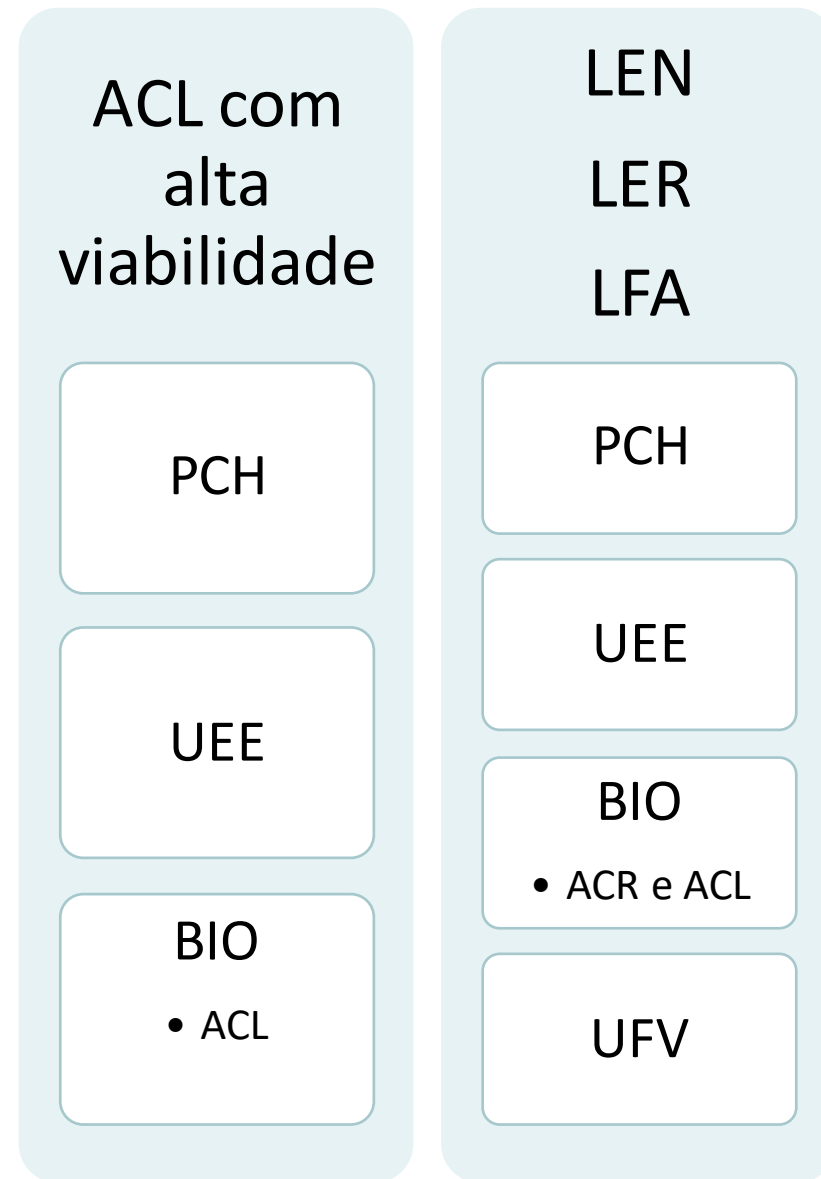 ACL com
alta
viabilidade
PCH
UEE
BIO
• ACL
LEN
LER
LFA
PCH
UEE
BIO
• ACR e ACL
UFV